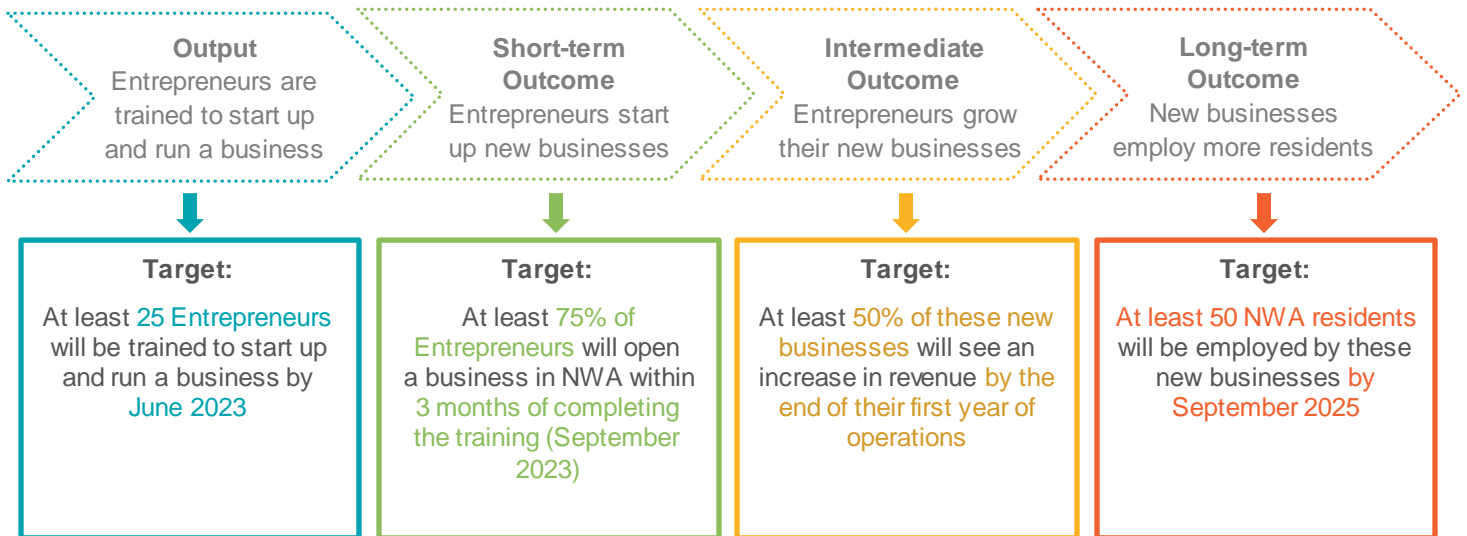 Output
Entrepreneurs are
trained to start up
and run a business
Short-term
Outcome
Entrepreneurs start
up new businesses
Intermediate
Outcome
Entrepreneurs grow
their new businesses
Long-term
Outcome
New businesses
employ more residents
Target:
At least 25 Entrepreneurs
will be trained to start up
and run a business by
June 2023
Target:
At least 75% of
Entrepreneurs will open
a business in NWA within
3 months of completing
the training (September
2023)
Target:
At least 50% of these new
businesses will see an
increase in revenue by the
end of their first year of
operations
Target:
At least 50 NWA residents
will be employed by these
new businesses by
September 2025